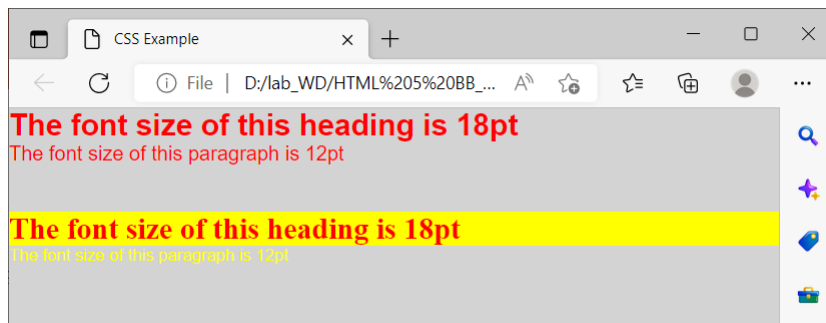 CSS Example
File | D:/lab_WD/HTML%205%20BB_...
The font size of this heading is 18pt
The font size of this paragraph is 12pt
The font size of this heading is 18pt
The font size of this paragraph is 12pt